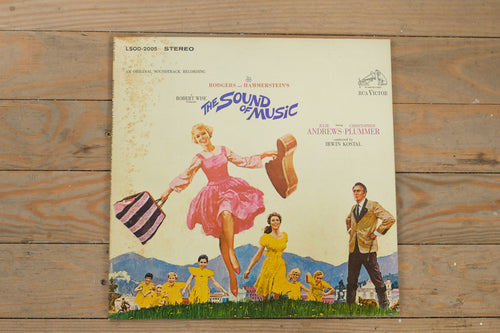 LSOD-2005 STEREO
AN ORIGINAL SOUNDTRACK RECORDING
RODGERS and HAMMERSTEIN'S
ROBERT WISE
THE SOUND
OF MUSIC
RCA VICTOR
JULIE CHRISTOPHER
ANDREWS PLUMMER
conducted by
IRWIN KOSTAL